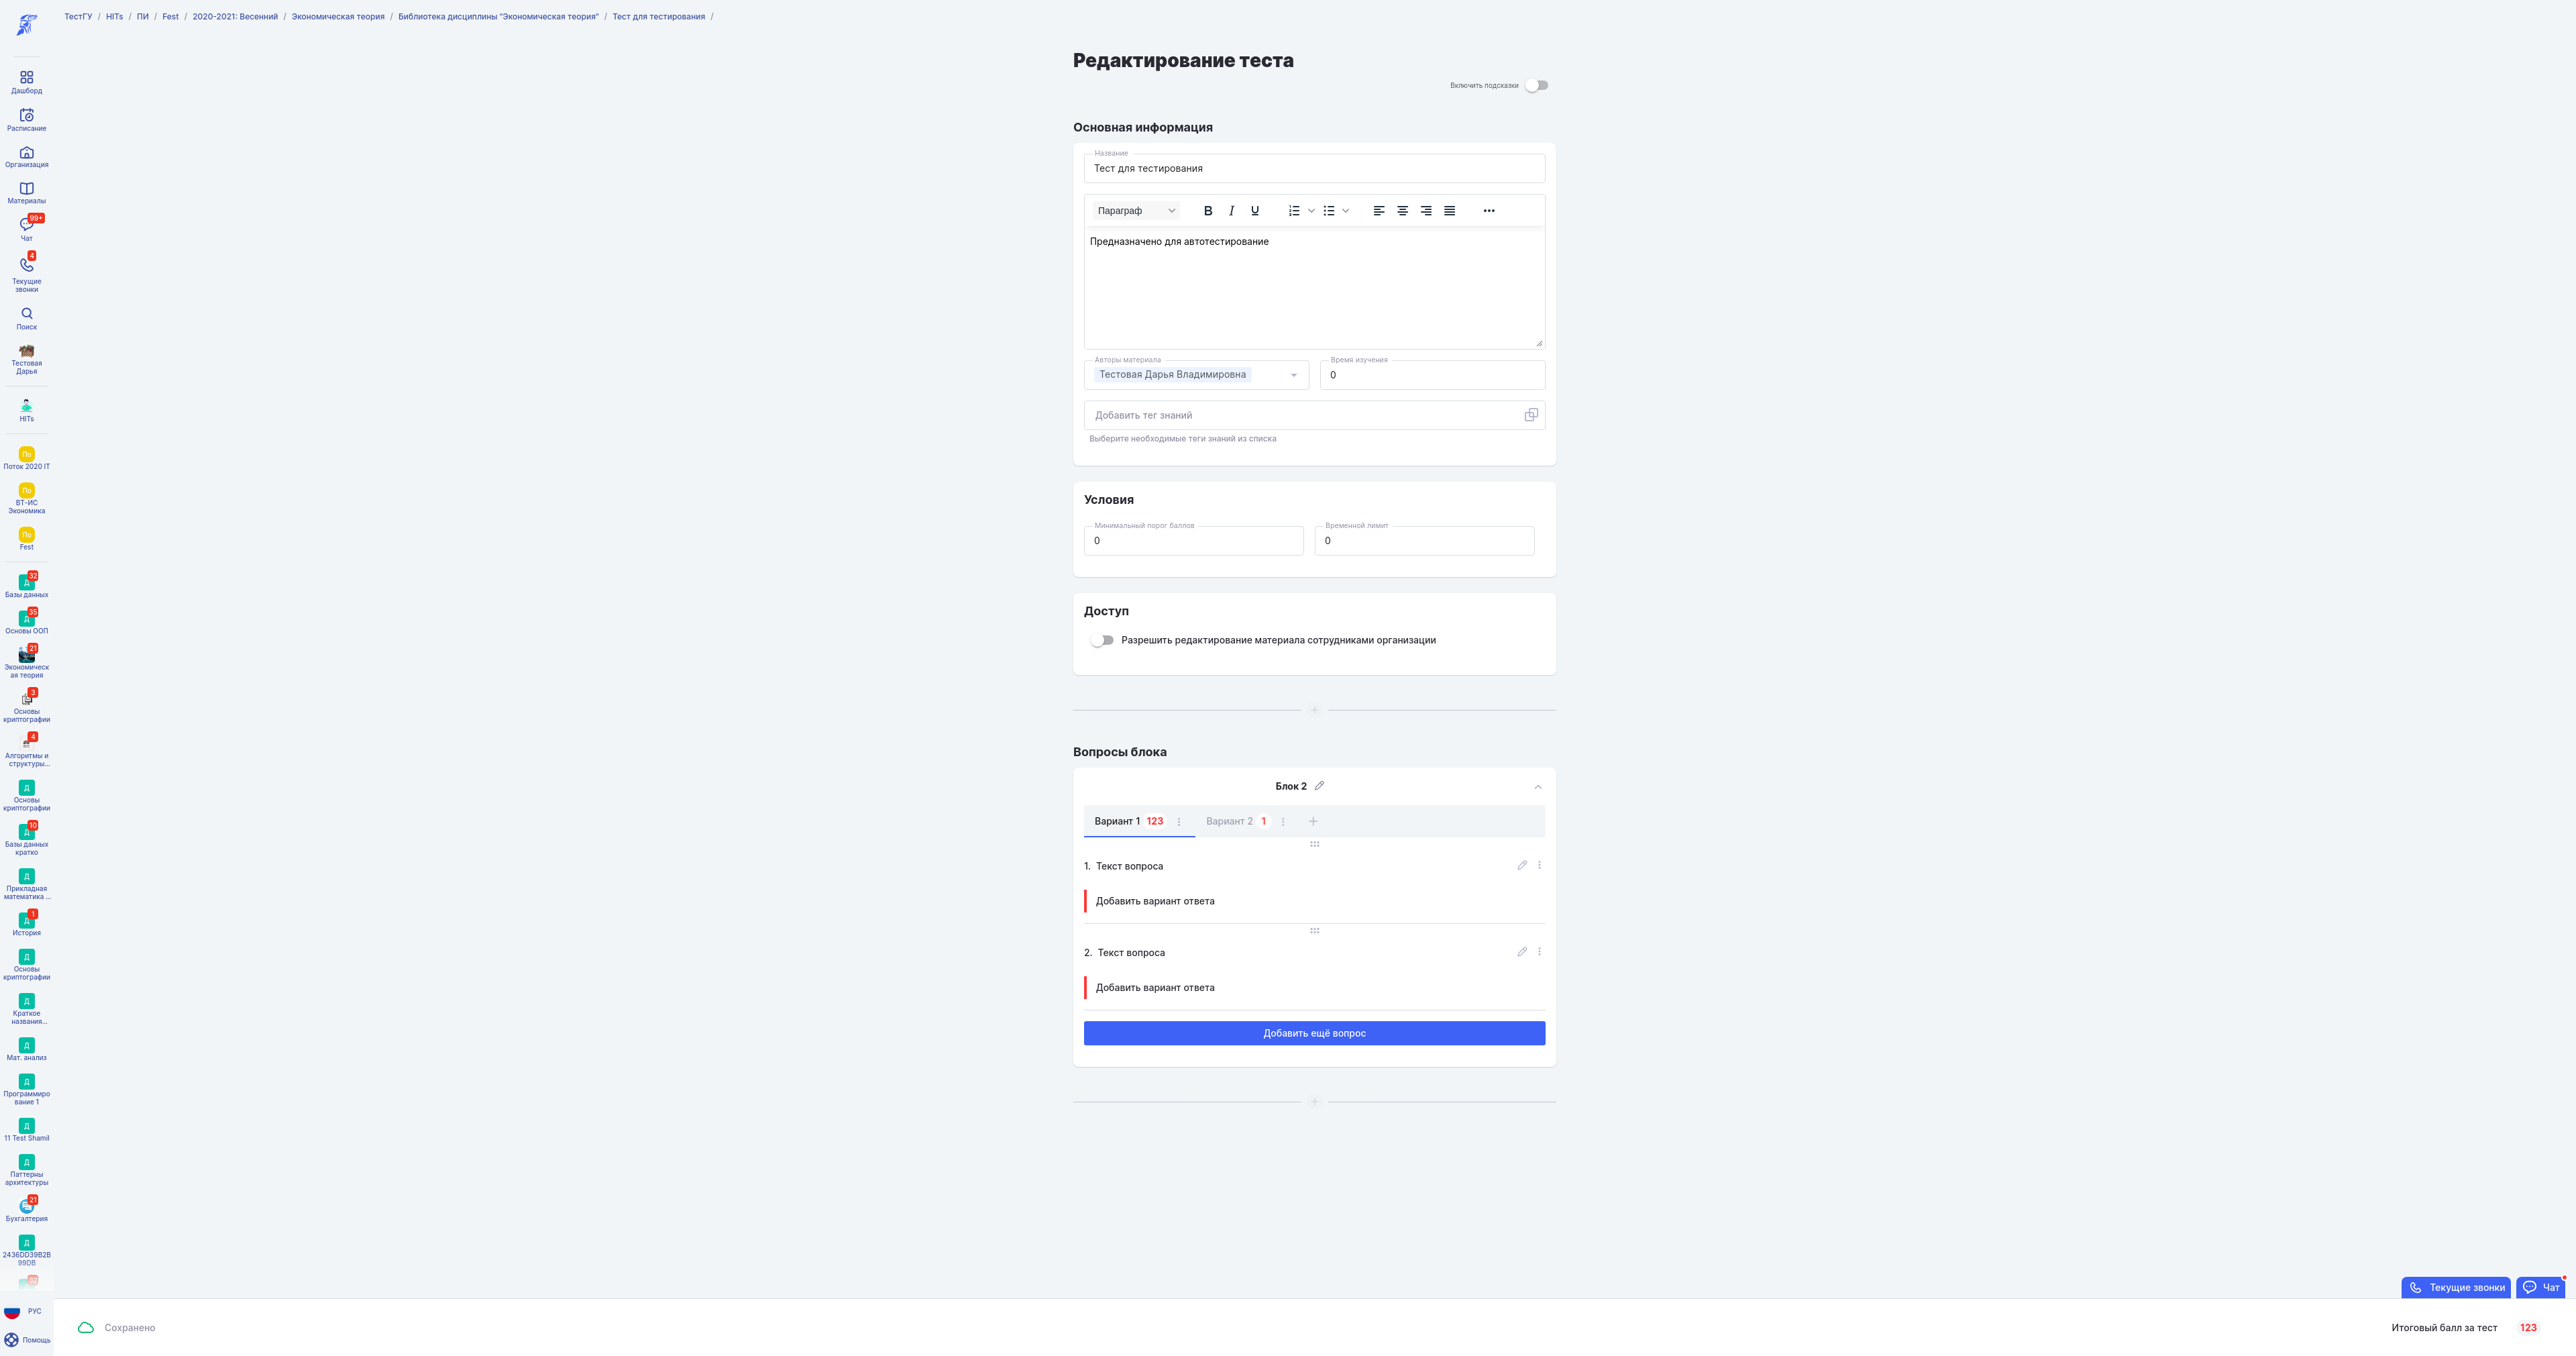 ТестГУ / HITs / ПИ / Fest / 2020-2021: Весенний / Экономическая теория / Библиотека дисциплины "Экономическая теория" / Тест для тестирования /
Дашборд
Расписание
Организация
Материалы
99+
Чат
4
Текущие
звонки
Поиск
Тестовая
Дарья
HITs
По
Поток 2020 IT
По
ВТ-ИС
Экономика
По
Fest
Д 32
Базы данных
Д 35
Основы ООП
21
Экономическ
ая теория
3
Основы
криптографии
4
Алгоритмы и
структуры...
Д
Основы
криптографии
Д 10
Базы данных
кратко
Д
Прикладная
математика ...
Д 1
История
Д
Основы
криптографии
Д
Краткое
названия...
Д
Мат. анализ
Д
Программиро
вание 1
Д
11 Test Shamil
Д
Паттерны
архитектуры
21
Бухгалтерия
Д
2436DD39B2B
99DB
32
РУС
Помощь
Редактирование теста
Включить подсказки
Основная информация
Название
Тест для тестирования
Параграф B I U
Предназначено для автотестирование
Авторы материала
Тестовая Дарья Владимировна
Время изучения
0
Добавить тег знаний
Выберите необходимые теги знаний из списка
Условия
Минимальный порог баллов
0
Временной лимит
0
Доступ
Разрешить редактирование материала сотрудниками организации
Вопросы блока
Блок 2
Вариант 1 123 Вариант 2 1
1. Текст вопроса
Добавить вариант ответа
2. Текст вопроса
Добавить вариант ответа
Добавить ещё вопрос
Текущие звонки Чат
Сохранено
Итоговый балл за тест 123